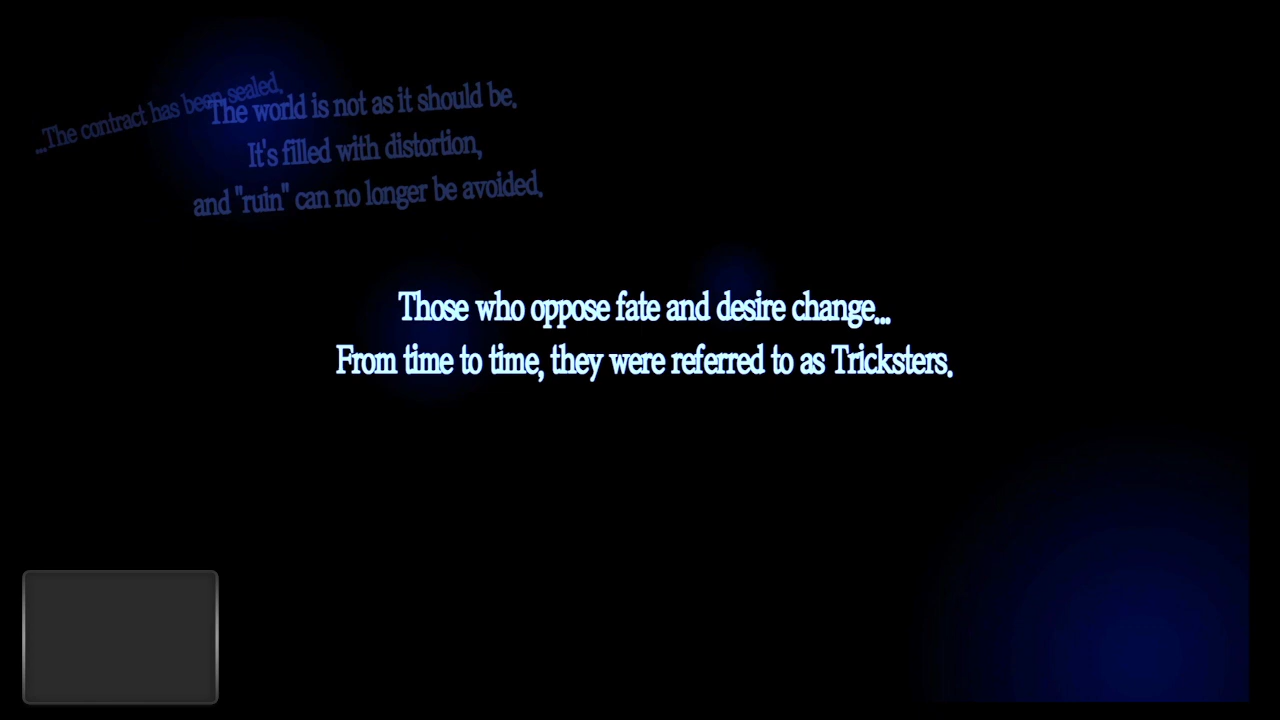 ...The contract has been sealed.
The world is not as it should be.
It's filled with distortion,
and "ruin" can no longer be avoided.
Those who oppose fate and desire change...
From time to time, they were referred to as Tricksters.